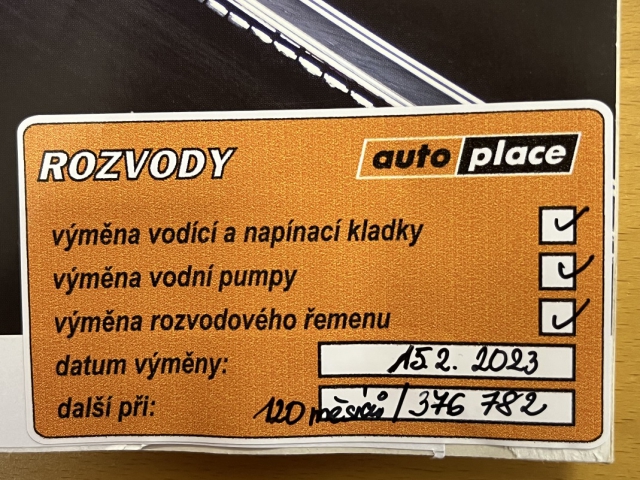 ROZVODY
auto place
výměna vodící a napínací kladky
výměna vodní pumpy
výměna rozvodového řemenu
datum výměny: 15.2. 2023
další při: 120 měsíců / 376 782